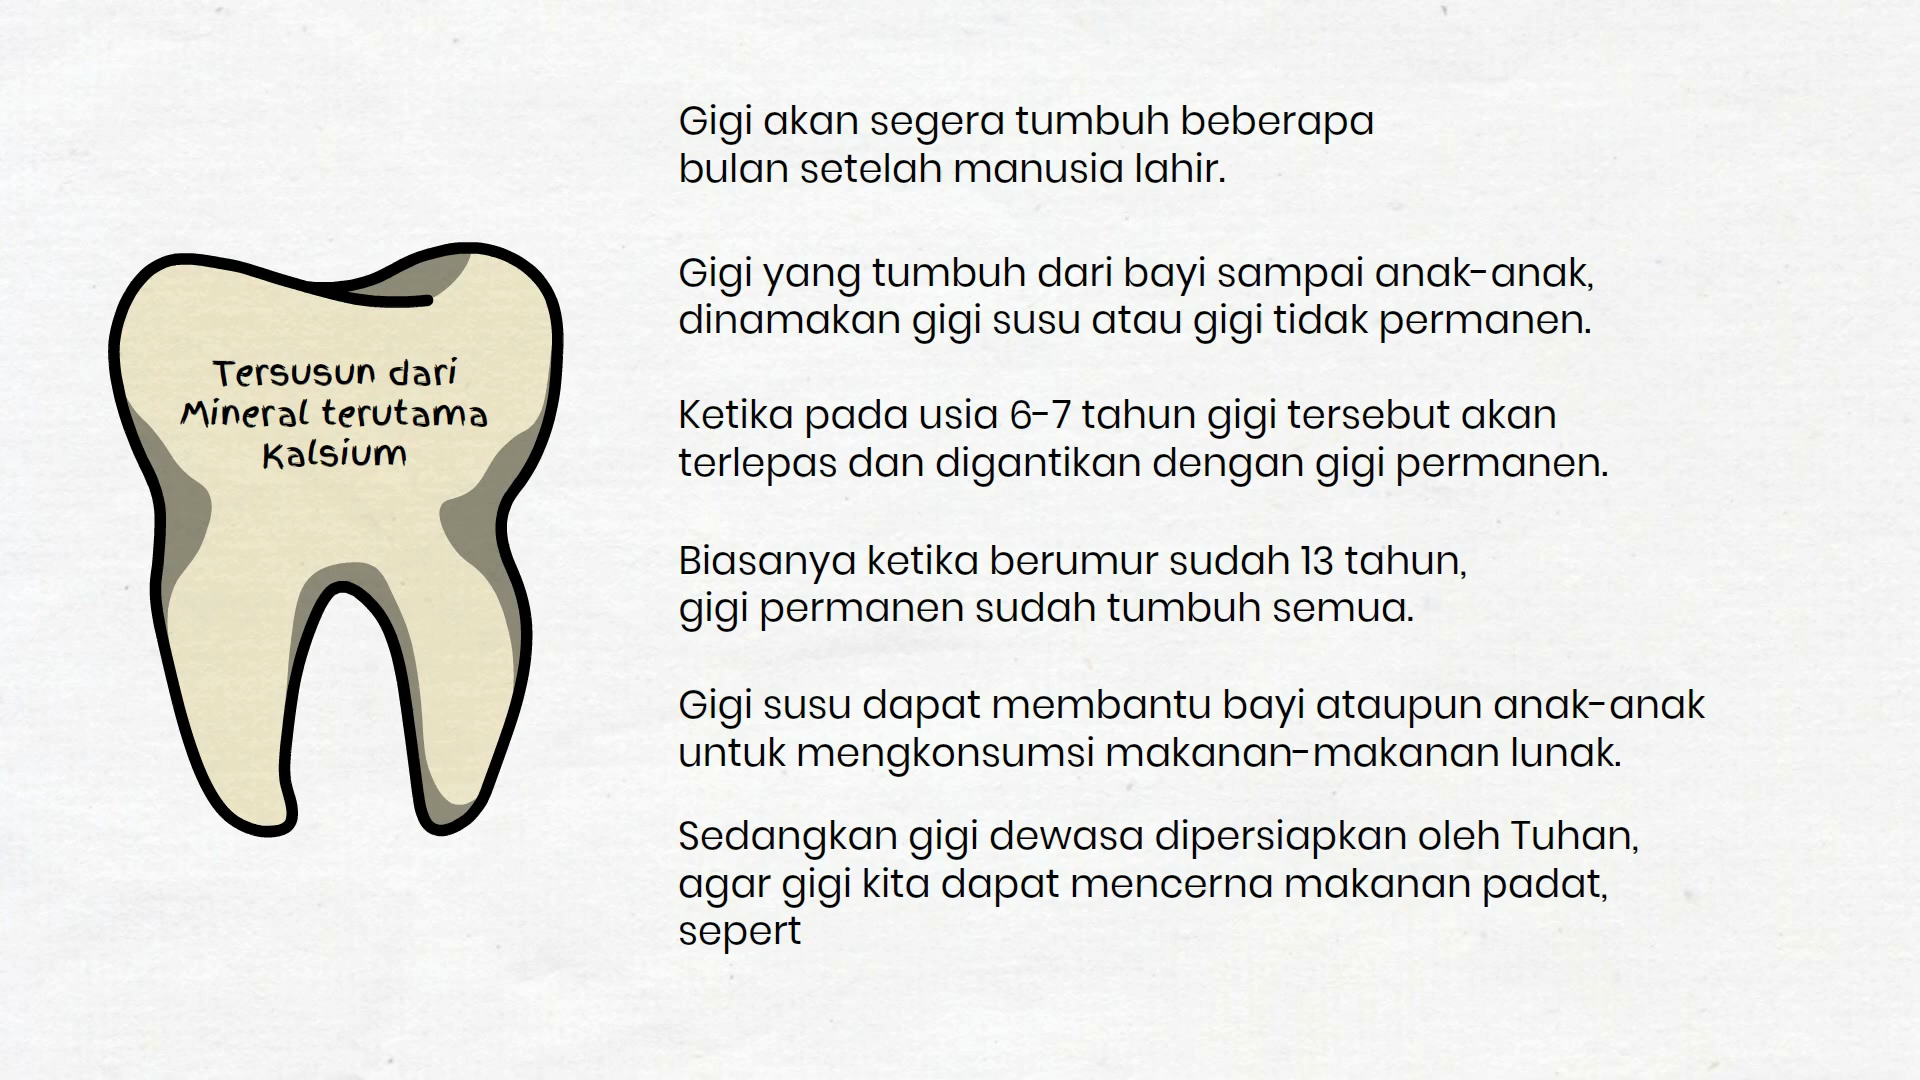 Tersusun dari
Mineral terutama
Kalsium
Gigi akan segera tumbuh beberapa
bulan setelah manusia lahir.
Gigi yang tumbuh dari bayi sampai anak-anak,
dinamakan gigi susu atau gigi tidak permanen.
Ketika pada usia 6-7 tahun gigi tersebut akan
terlepas dan digantikan dengan gigi permanen.
Biasanya ketika berumur sudah 13 tahun,
gigi permanen sudah tumbuh semua.
Gigi susu dapat membantu bayi ataupun anak-anak
untuk mengkonsumsi makanan-makanan lunak.
Sedangkan gigi dewasa dipersiapkan oleh Tuhan,
agar gigi kita dapat mencerna makanan padat,
sepert